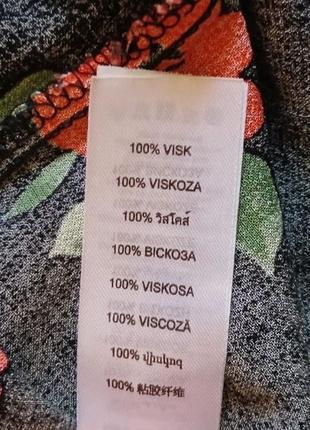 100% VISK
100% VISKOZA
100% วิสโคส์
100% ВІСКОЗА
100% VISKOSA
100% VISCOZĂ
100% վիսկոզ
100% 粘胶纤维